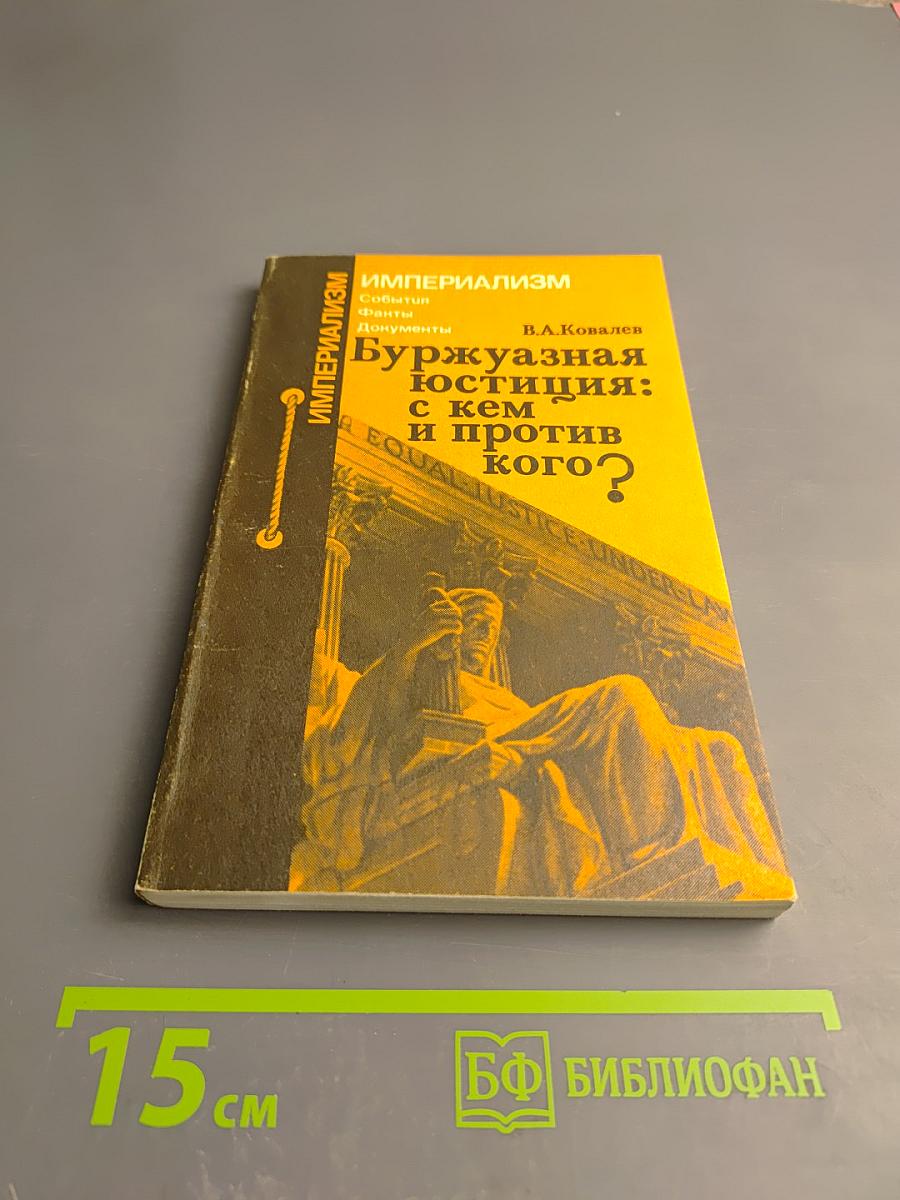 ИМПЕРИАЛИЗМ
ИМПЕРИАЛИЗМ
События
Факты
Документы
В.А.Ковалев
Буржуазная
юстиция:
с кем
и против
кого?
EQUAL·JUSTICE·UNDER·LAW
15 см
БФ БИБЛИОФАН